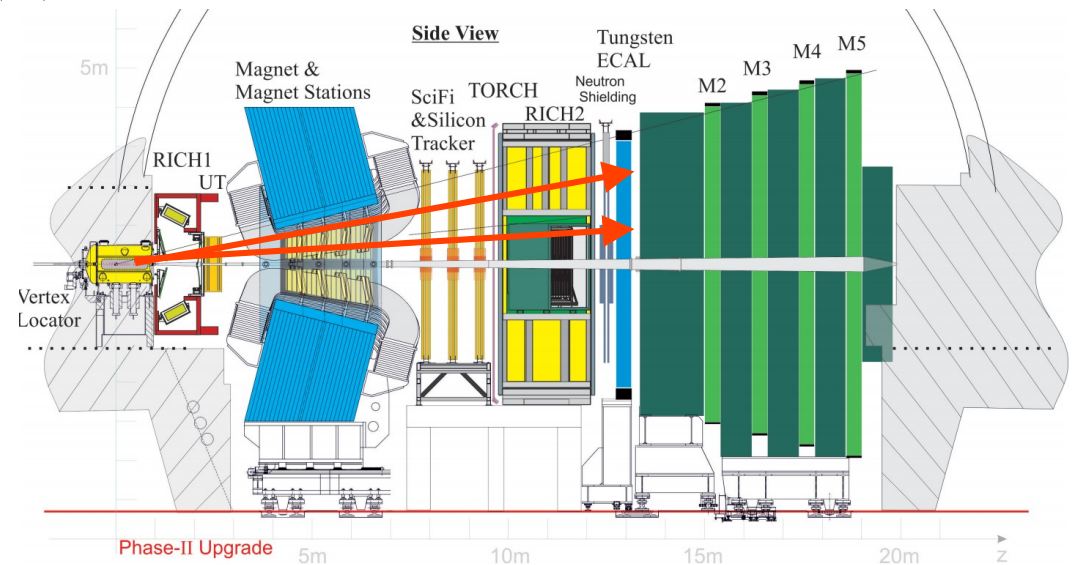 Side View
5m
Magnet &
Magnet Stations
RICH1
UT
SciFi
&Silicon
Tracker
TORCH
RICH2
Neutron
Shielding
Tungsten
ECAL
M2
M3
M4
M5
Vertex
Locator
Phase-II Upgrade
5m
10m
15m
20m
z